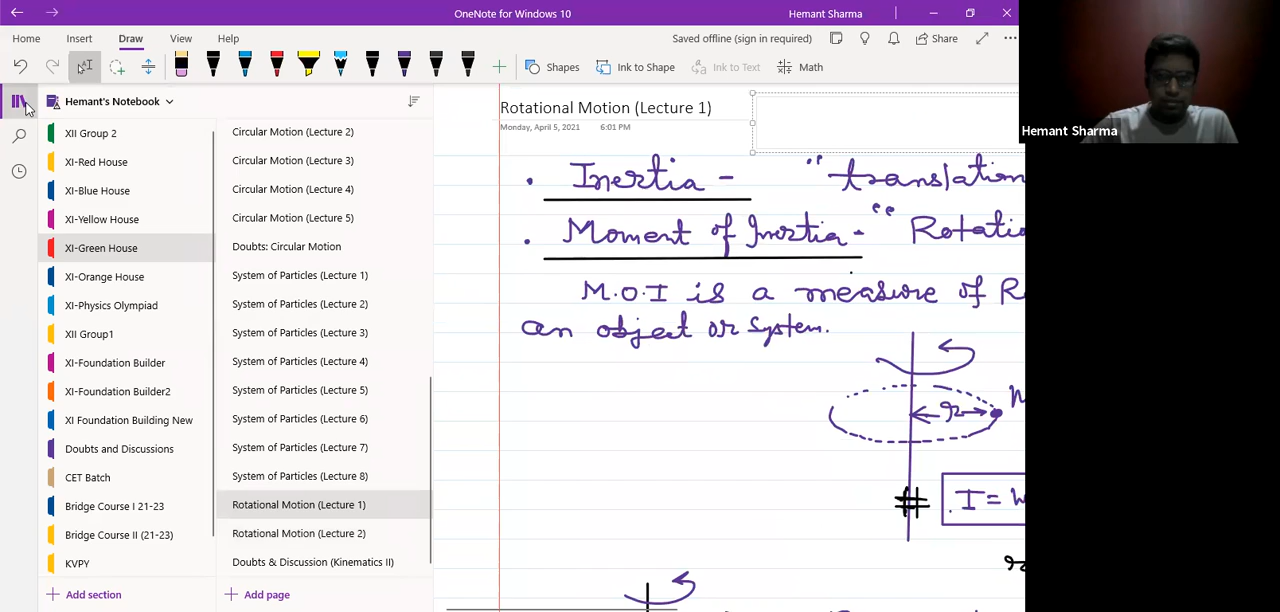 OneNote for Windows 10
Hemant Sharma
Home Insert Draw View Help
Saved offline (sign in required)
Share
Shapes
Ink to Shape
Ink to Text
Math
Hemant's Notebook
XII Group 2
XI-Red House
XI-Blue House
XI-Yellow House
XI-Green House
XI-Orange House
XI-Physics Olympiad
XII Group1
XI-Foundation Builder
XI-Foundation Builder2
XI Foundation Building New
Doubts and Discussions
CET Batch
Bridge Course I 21-23
Bridge Course II (21-23)
KVPY
Add section
Circular Motion (Lecture 2)
Circular Motion (Lecture 3)
Circular Motion (Lecture 4)
Circular Motion (Lecture 5)
Doubts: Circular Motion
System of Particles (Lecture 1)
System of Particles (Lecture 2)
System of Particles (Lecture 3)
System of Particles (Lecture 4)
System of Particles (Lecture 5)
System of Particles (Lecture 6)
System of Particles (Lecture 7)
System of Particles (Lecture 8)
Rotational Motion (Lecture 1)
Rotational Motion (Lecture 2)
Doubts & Discussion (Kinematics II)
Add page
Rotational Motion (Lecture 1)
Monday, April 5, 2021 6:01 PM
• Inertia - "translation
• Moment of Inertia - " Rotatio
M.O.I is a measure of R
an object or system.
r
# I =
Hemant Sharma